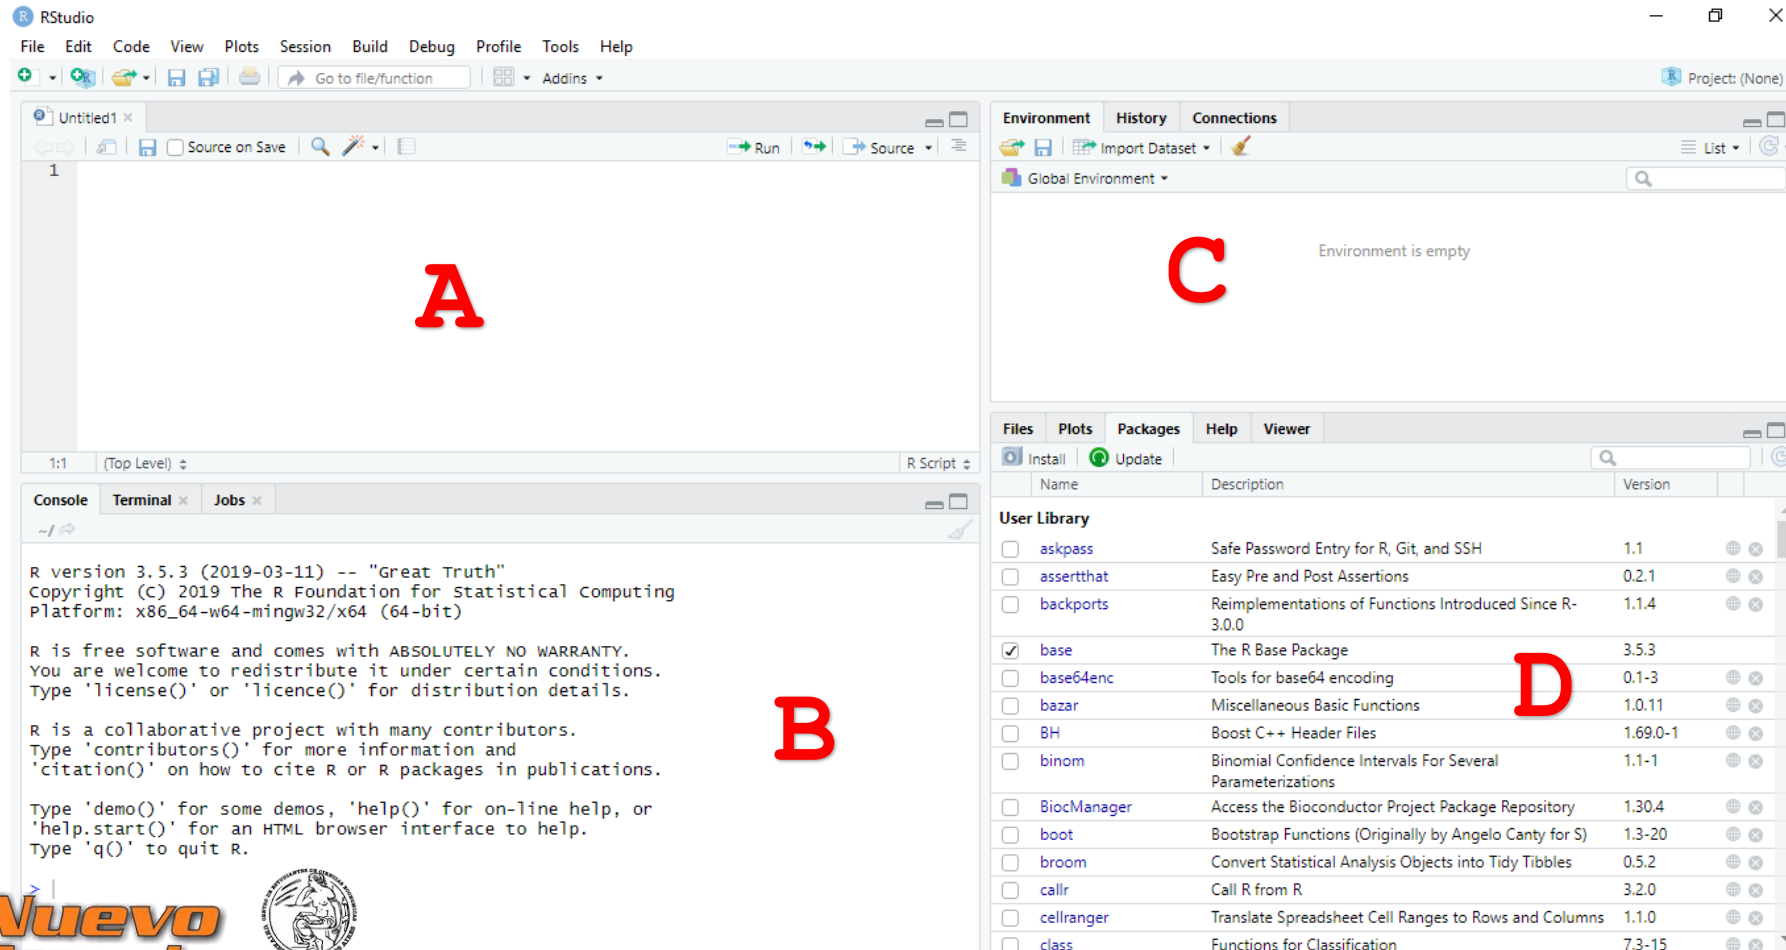 RStudio
File Edit Code View Plots Session Build Debug Profile Tools Help
Go to file/function Addins Project: (None)
Untitled1
Source on Save Run Source
1
A
1:1 (Top Level) R Script
Console Terminal Jobs
~/
R version 3.5.3 (2019-03-11) -- "Great Truth"
Copyright (C) 2019 The R Foundation for Statistical Computing
Platform: x86_64-w64-mingw32/x64 (64-bit)
R is free software and comes with ABSOLUTELY NO WARRANTY.
You are welcome to redistribute it under certain conditions.
Type 'license()' or 'licence()' for distribution details.
R is a collaborative project with many contributors.
Type 'contributors()' for more information and
'citation()' on how to cite R or R packages in publications.
Type 'demo()' for some demos, 'help()' for on-line help, or
'help.start()' for an HTML browser interface to help.
Type 'q()' to quit R.
>
B
Nuevo
Environment History Connections
Import Dataset List
Global Environment
Environment is empty
C
Files Plots Packages Help Viewer
Install Update
Name Description Version
User Library
askpass Safe Password Entry for R, Git, and SSH 1.1
assertthat Easy Pre and Post Assertions 0.2.1
backports Reimplementations of Functions Introduced Since R-3.0.0 1.1.4
base The R Base Package 3.5.3
base64enc Tools for base64 encoding 0.1-3
D
bazar Miscellaneous Basic Functions 1.0.11
BH Boost C++ Header Files 1.69.0-1
binom Binomial Confidence Intervals For Several Parameterizations 1.1-1
BiocManager Access the Bioconductor Project Package Repository 1.30.4
boot Bootstrap Functions (Originally by Angelo Canty for S) 1.3-20
broom Convert Statistical Analysis Objects into Tidy Tibbles 0.5.2
callr Call R from R 3.2.0
cellranger Translate Spreadsheet Cell Ranges to Rows and Columns 1.1.0
class Functions for Classification 7.3-15